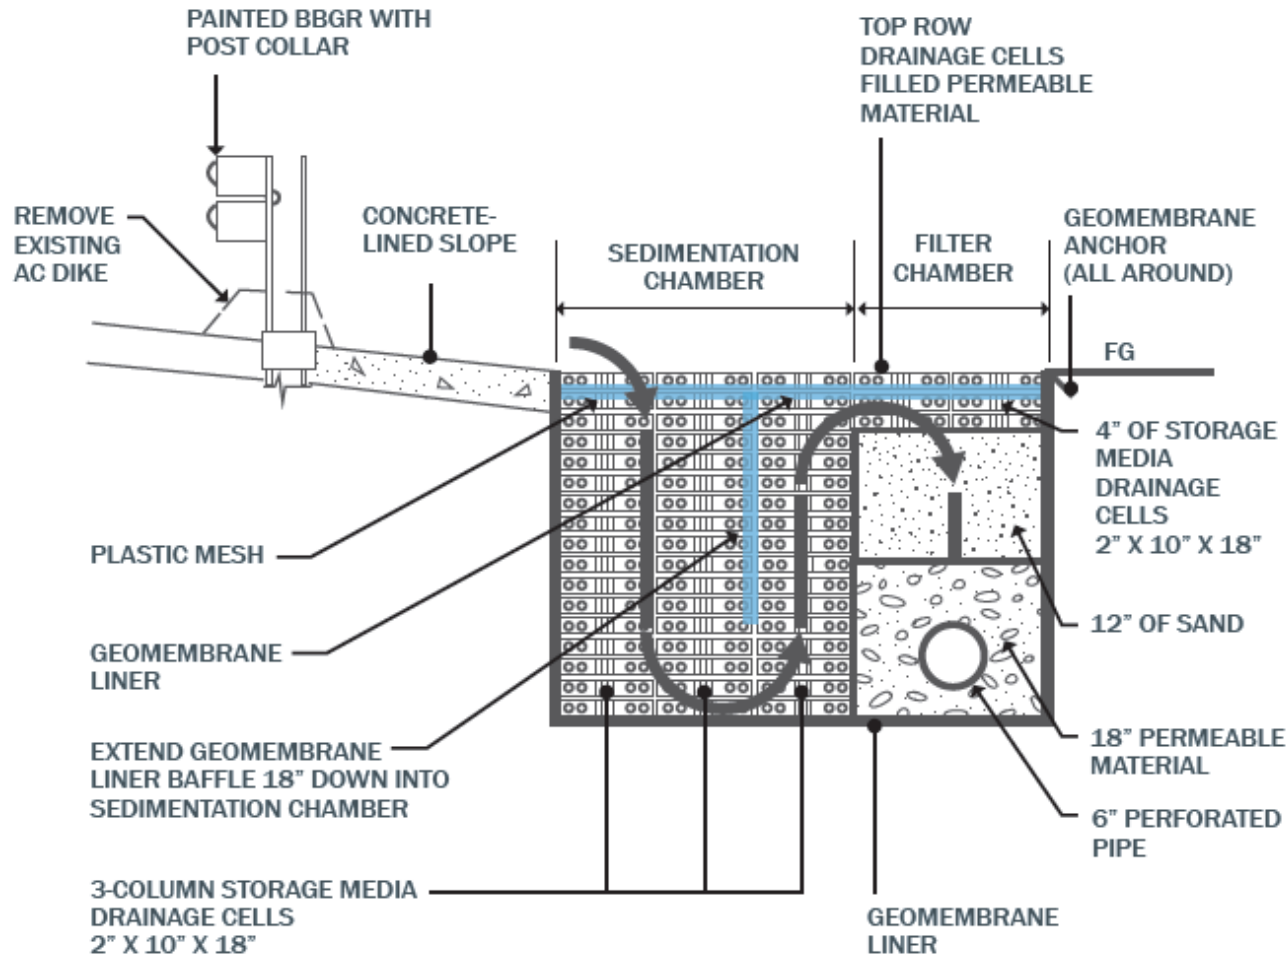 PAINTED BBGR WITH
POST COLLAR
TOP ROW
DRAINAGE CELLS
FILLED PERMEABLE
MATERIAL
REMOVE
EXISTING
AC DIKE
CONCRETE-
LINED SLOPE
SEDIMENTATION
CHAMBER
FILTER
CHAMBER
GEOMEMBRANE
ANCHOR
(ALL AROUND)
FG
4” OF STORAGE
MEDIA
DRAINAGE
CELLS
2” X 10” X 18”
PLASTIC MESH
12” OF SAND
GEOMEMBRANE
LINER
EXTEND GEOMEMBRANE
LINER BAFFLE 18” DOWN INTO
SEDIMENTATION CHAMBER
18” PERMEABLE
MATERIAL
6” PERFORATED
PIPE
3-COLUMN STORAGE MEDIA
DRAINAGE CELLS
2” X 10” X 18”
GEOMEMBRANE
LINER